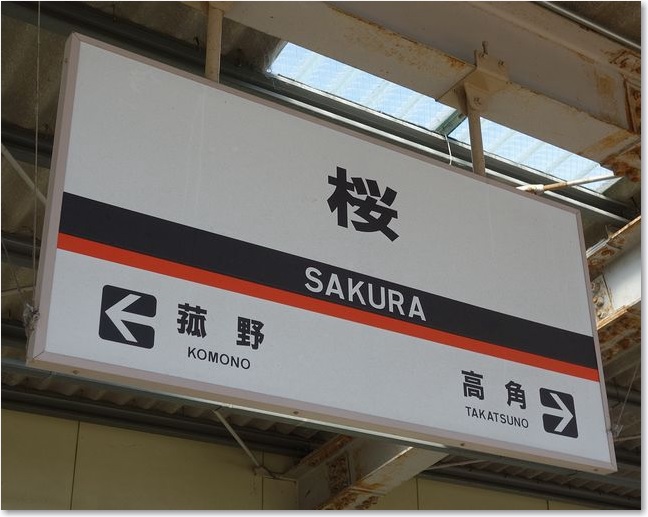 桜
SAKURA
菰野
KOMONO
高角
TAKATSUNO